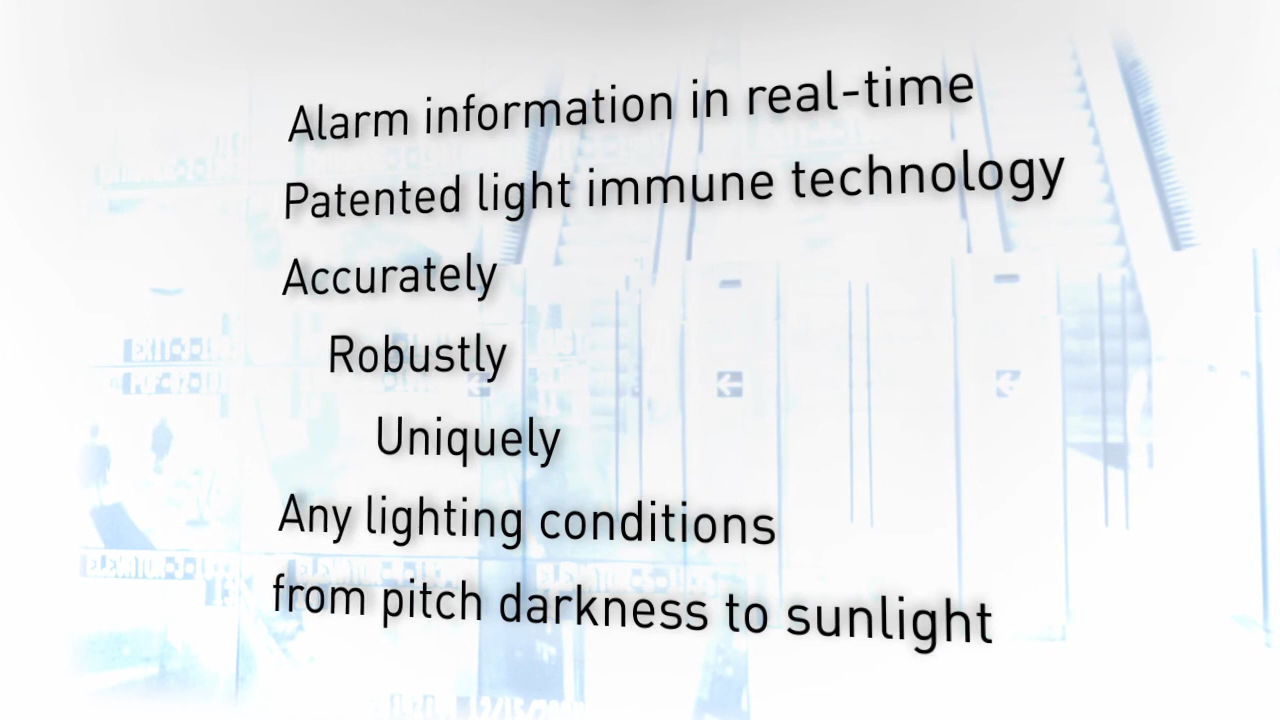 Alarm information in real-time
Patented light immune technology
Accurately
Robustly
Uniquely
Any lighting conditions
from pitch darkness to sunlight